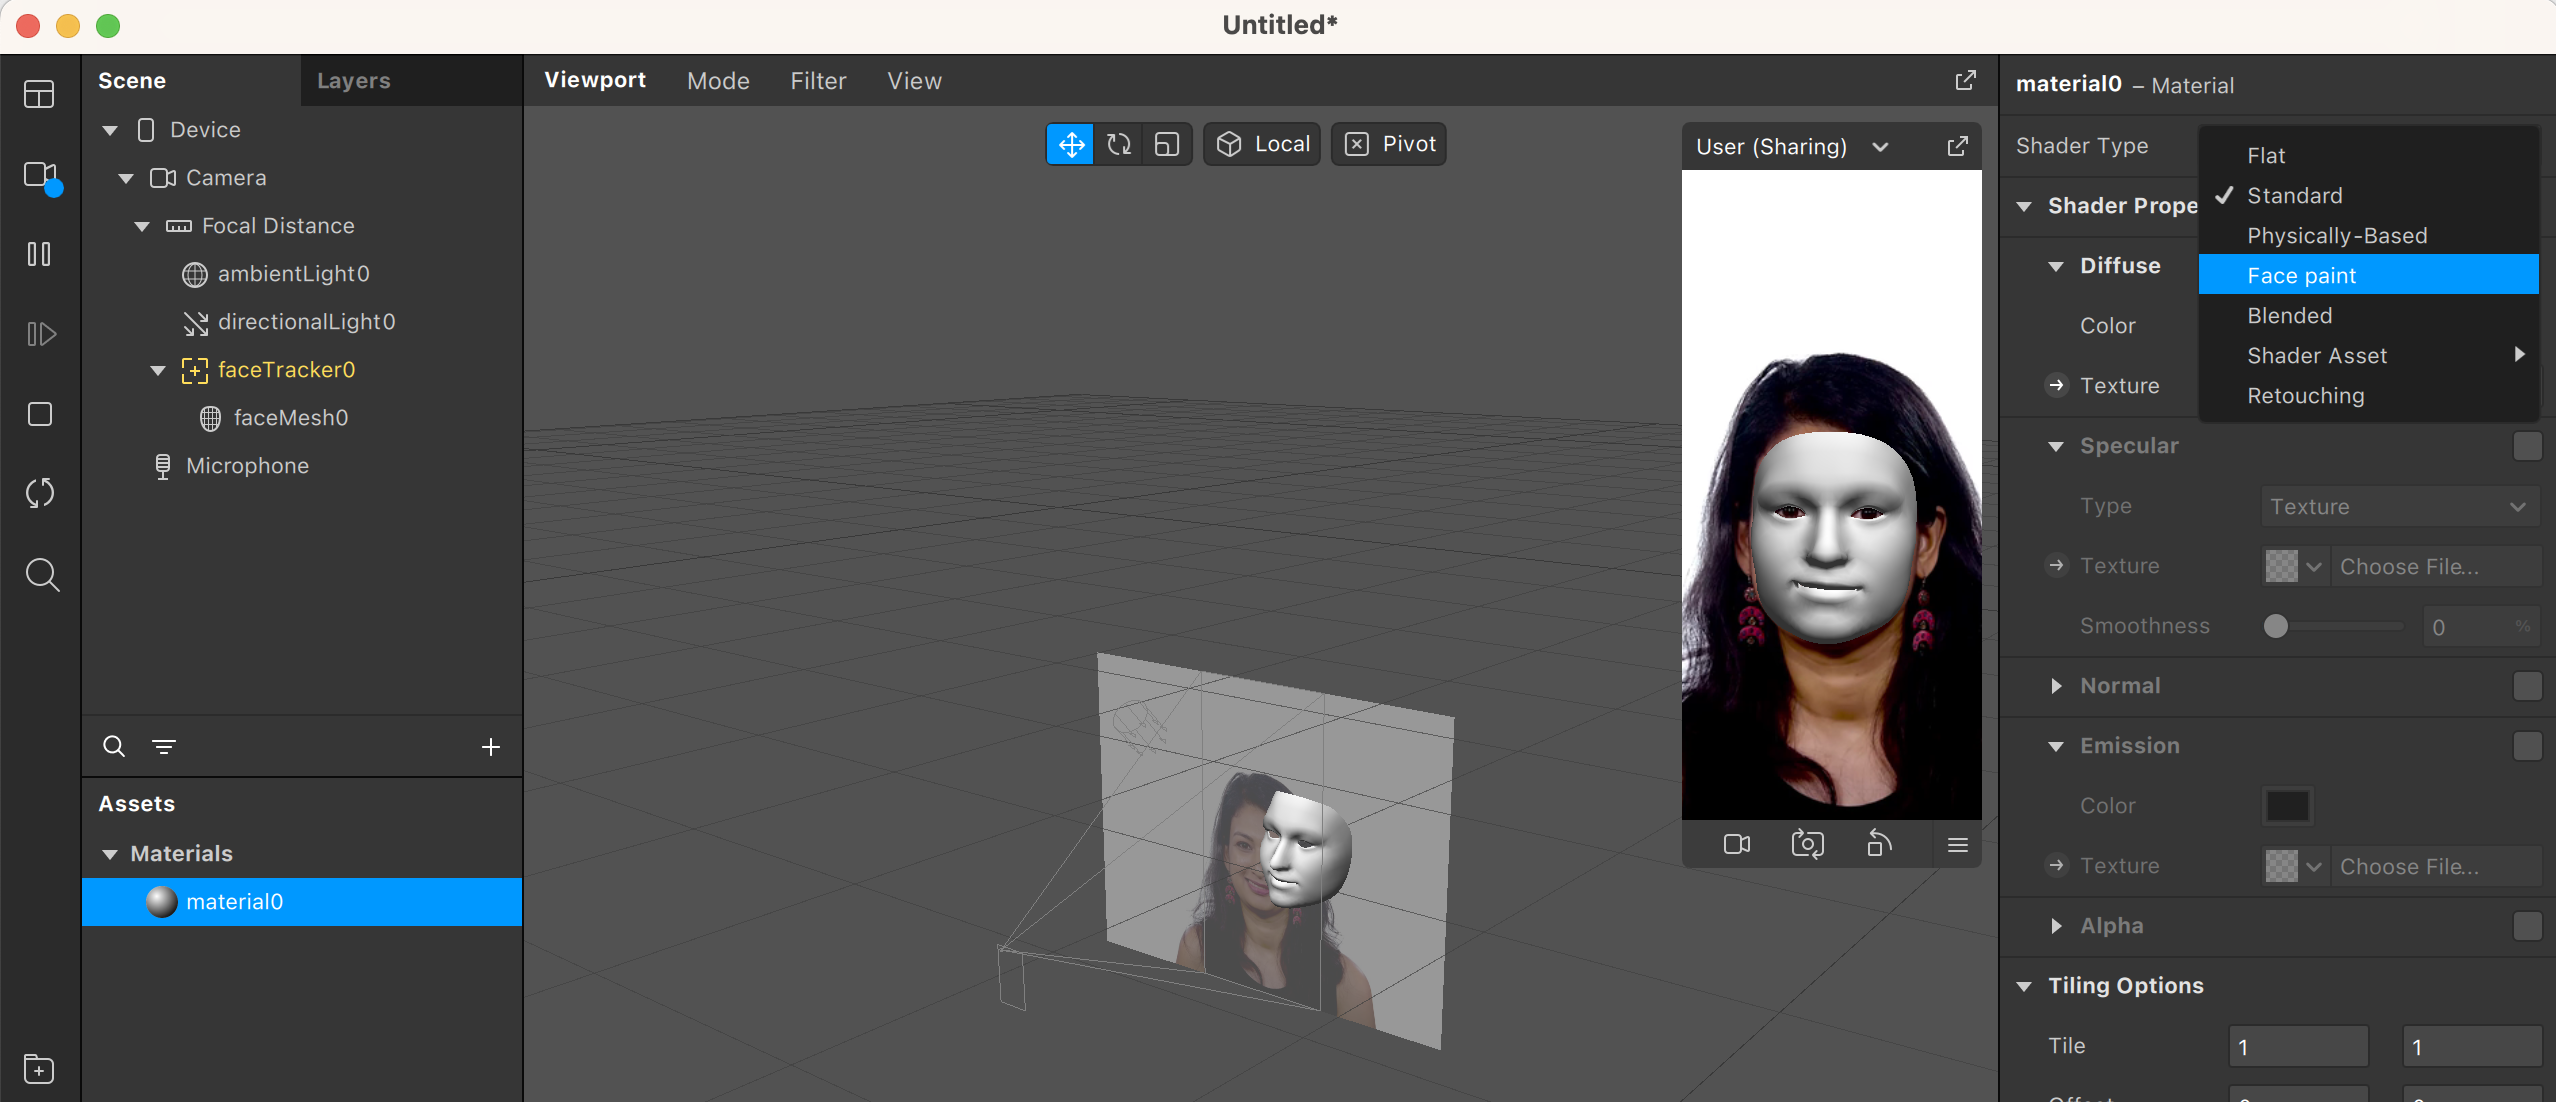 Untitled*
Scene
Layers
Device
Camera
Focal Distance
ambientLight0
directionalLight0
faceTracker0
faceMesh0
Microphone
Assets
Materials
material0
Viewport Mode Filter View
Local
Pivot
User (Sharing)
material0 – Material
Shader Type
Flat
Standard
Physically-Based
Face paint
Blended
Shader Asset
Retouching
Shader Prope
Diffuse
Color
Texture
Specular
Type Texture
Texture Choose File...
Smoothness 0 %
Normal
Emission
Color
Texture Choose File...
Alpha
Tiling Options
Tile 1 1